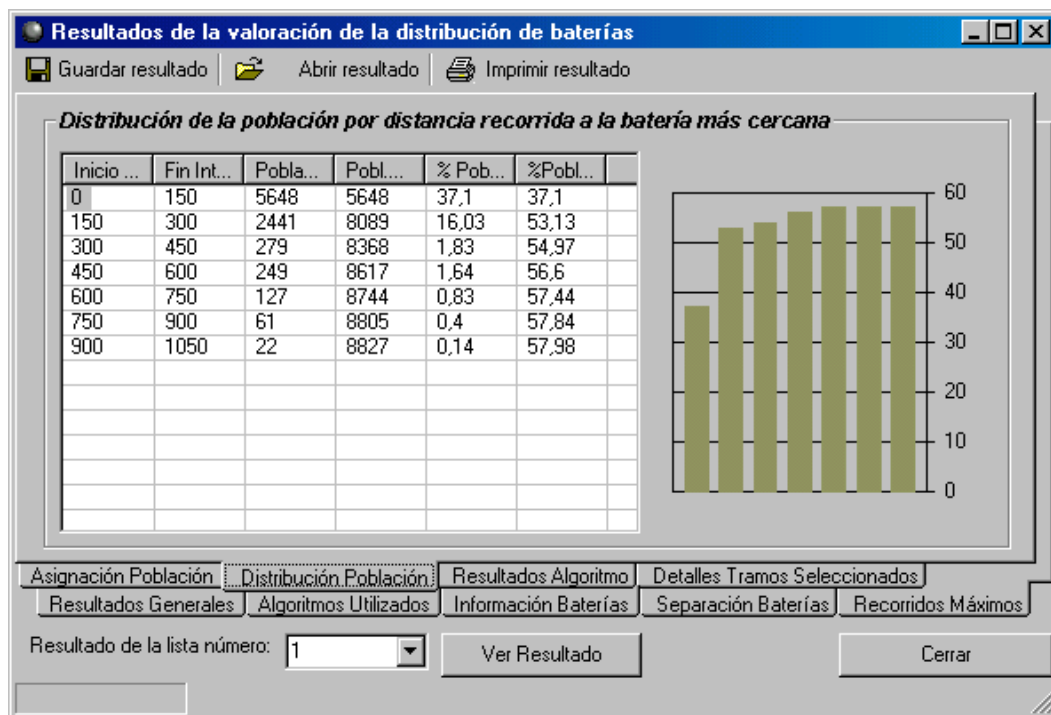 Resultados de la valoración de la distribución de baterías
Guardar resultado Abrir resultado Imprimir resultado
Distribución de la población por distancia recorrida a la batería más cercana
Inicio ... Fin Int... Pobla... Pobl.... % Pob... %Pobl...
0 150 5648 5648 37,1 37,1
150 300 2441 8089 16,03 53,13
300 450 279 8368 1,83 54,97
450 600 249 8617 1,64 56,6
600 750 127 8744 0,83 57,44
750 900 61 8805 0,4 57,84
900 1050 22 8827 0,14 57,98
60
50
40
30
20
10
0
Asignación Población Distribución Población Resultados Algoritmo Detalles Tramos Seleccionados
Resultados Generales Algoritmos Utilizados Información Baterías Separación Baterías Recorridos Máximos
Resultado de la lista número: 1 Ver Resultado Cerrar